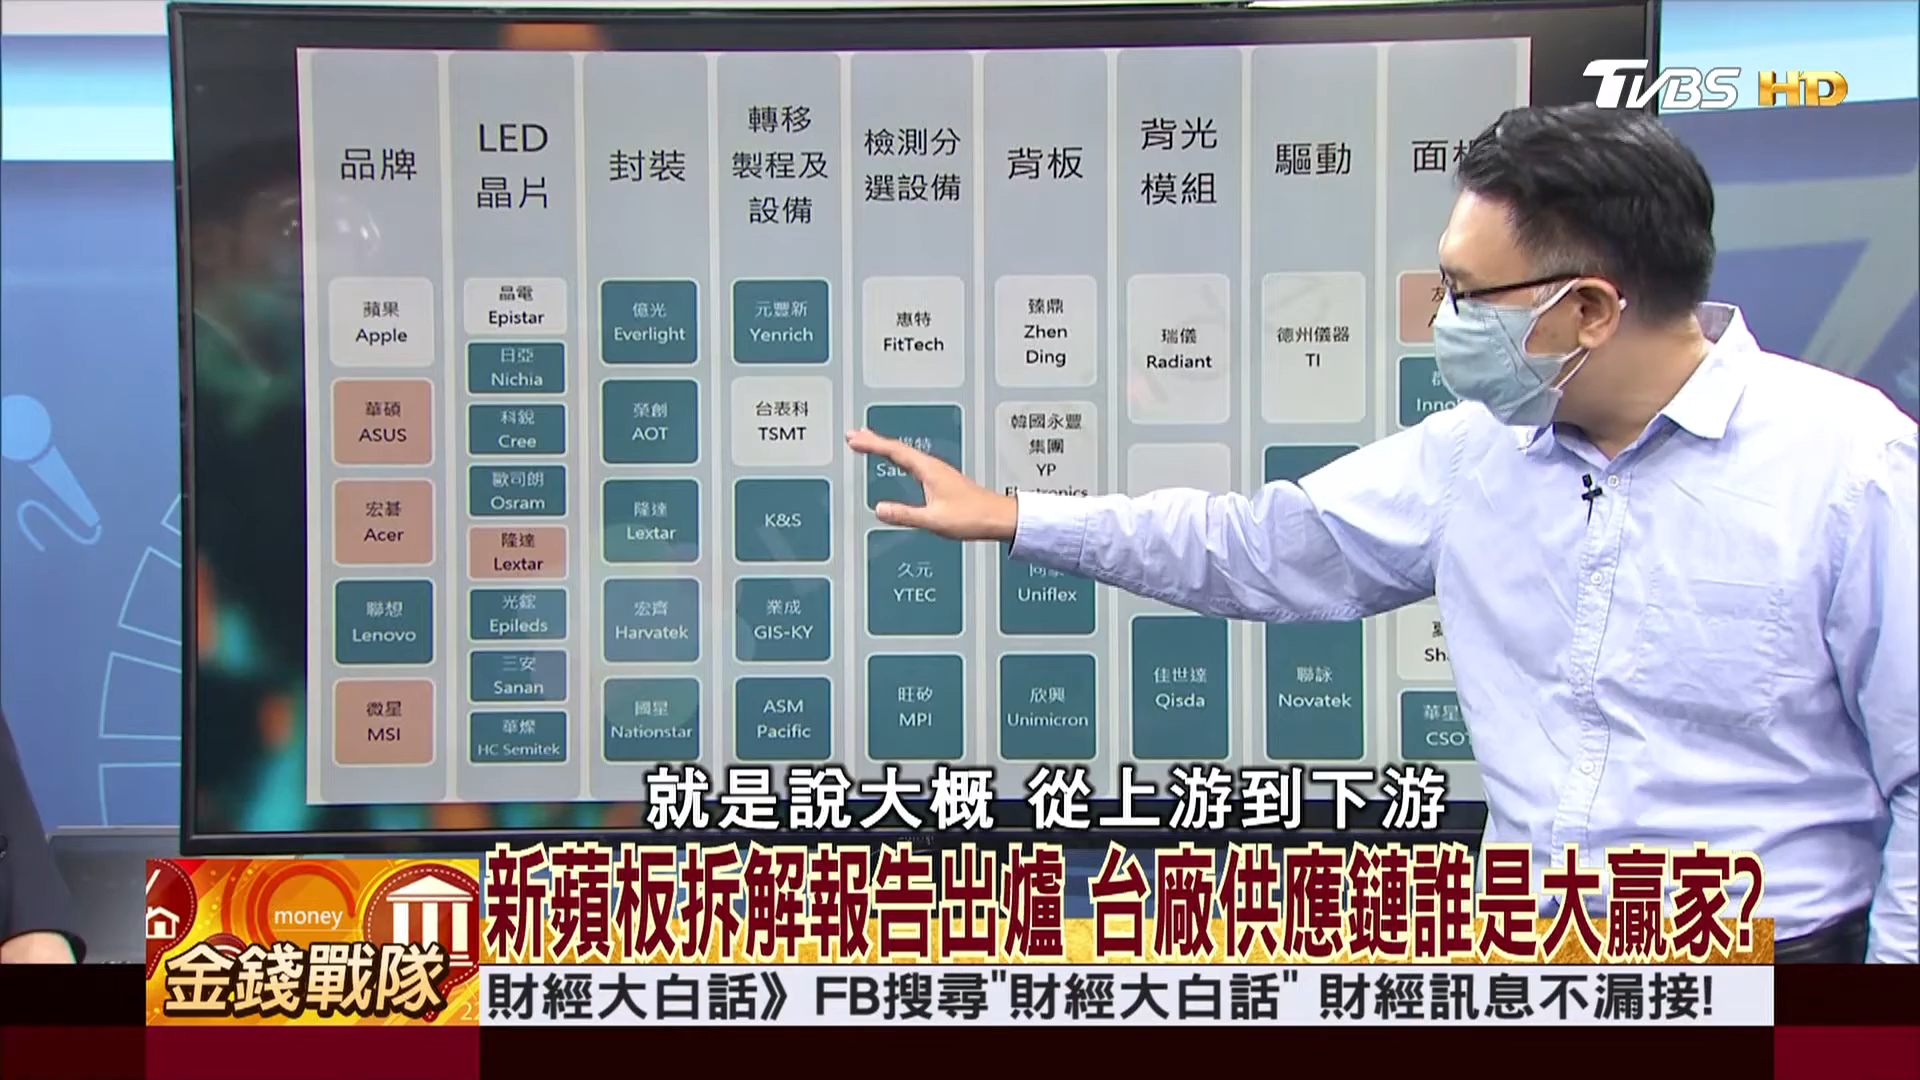 TVBS HD
品牌
LED
晶片
封裝
轉移
製程及
設備
檢測分
選設備
背板
背光
模組
驅動
蘋果
Apple
華碩
ASUS
宏碁
Acer
聯想
Lenovo
微星
MSI
晶電
Epistar
日亞
Nichia
科銳
Cree
歐司朗
Osram
隆達
Lextar
光鋐
Epileds
三安
Sanan
華燦
HC Semitek
億光
Everlight
榮創
AOT
隆達
Lextar
宏齊
Harvatek
國星
Nationstar
元豐新
Yenrich
台表科
TSMT
K&S
業成
GIS-KY
ASM
Pacific
惠特
FitTech
久元
YTEC
旺矽
MPI
臻鼎
Zhen
Ding
韓國永豐
集團
YP
Electronics
Uniflex
欣興
Unimicron
瑞儀
Radiant
佳世達
Qisda
德州儀器
TI
聯詠
Novatek
就是說大概 從上游到下游
money
金錢戰隊
新蘋板拆解報告出爐 台廠供應鏈誰是大贏家?
財經大白話》FB搜尋"財經大白話" 財經訊息不漏接!